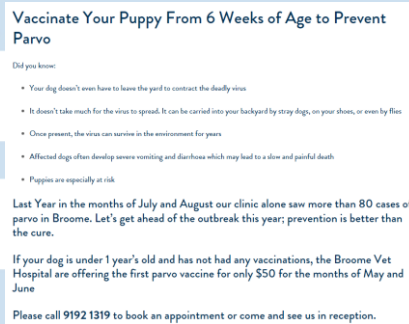 Vaccinate Your Puppy From 6 Weeks of Age to Prevent
Parvo
Did you know:
• Your dog doesn't even have to leave the yard to contract the deadly virus
• It doesn't take much for the virus to spread. It can be carried into your backyard by stray dogs, on your shoes, or even by flies
• Once present, the virus can survive in the environment for years
• Affected dogs often develop severe vomiting and diarrhoea which may lead to a slow and painful death
• Puppies are especially at risk
Last Year in the months of July and August our clinic alone saw more than 80 cases of
parvo in Broome. Let's get ahead of the outbreak this year; prevention is better than
the cure.
If your dog is under 1 year's old and has not had any vaccinations, the Broome Vet
Hospital are offering the first parvo vaccine for only $50 for the months of May and
June
Please call 9192 1319 to book an appointment or come and see us in reception.